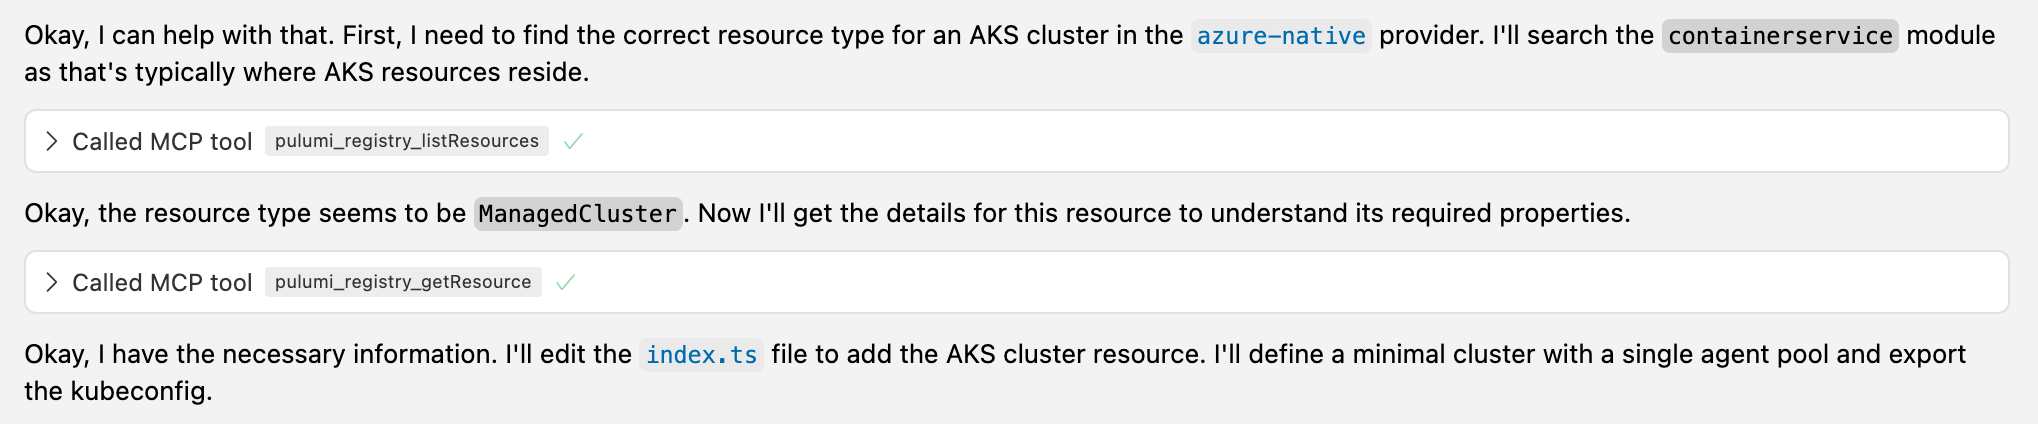 Okay, I can help with that. First, I need to find the correct resource type for an AKS cluster in the azure-native provider. I'll search the containerservice module
as that's typically where AKS resources reside.
Called MCP tool pulumi_registry_listResources
Okay, the resource type seems to be ManagedCluster. Now I'll get the details for this resource to understand its required properties.
Called MCP tool pulumi_registry_getResource
Okay, I have the necessary information. I'll edit the index.ts file to add the AKS cluster resource. I'll define a minimal cluster with a single agent pool and export
the kubeconfig.